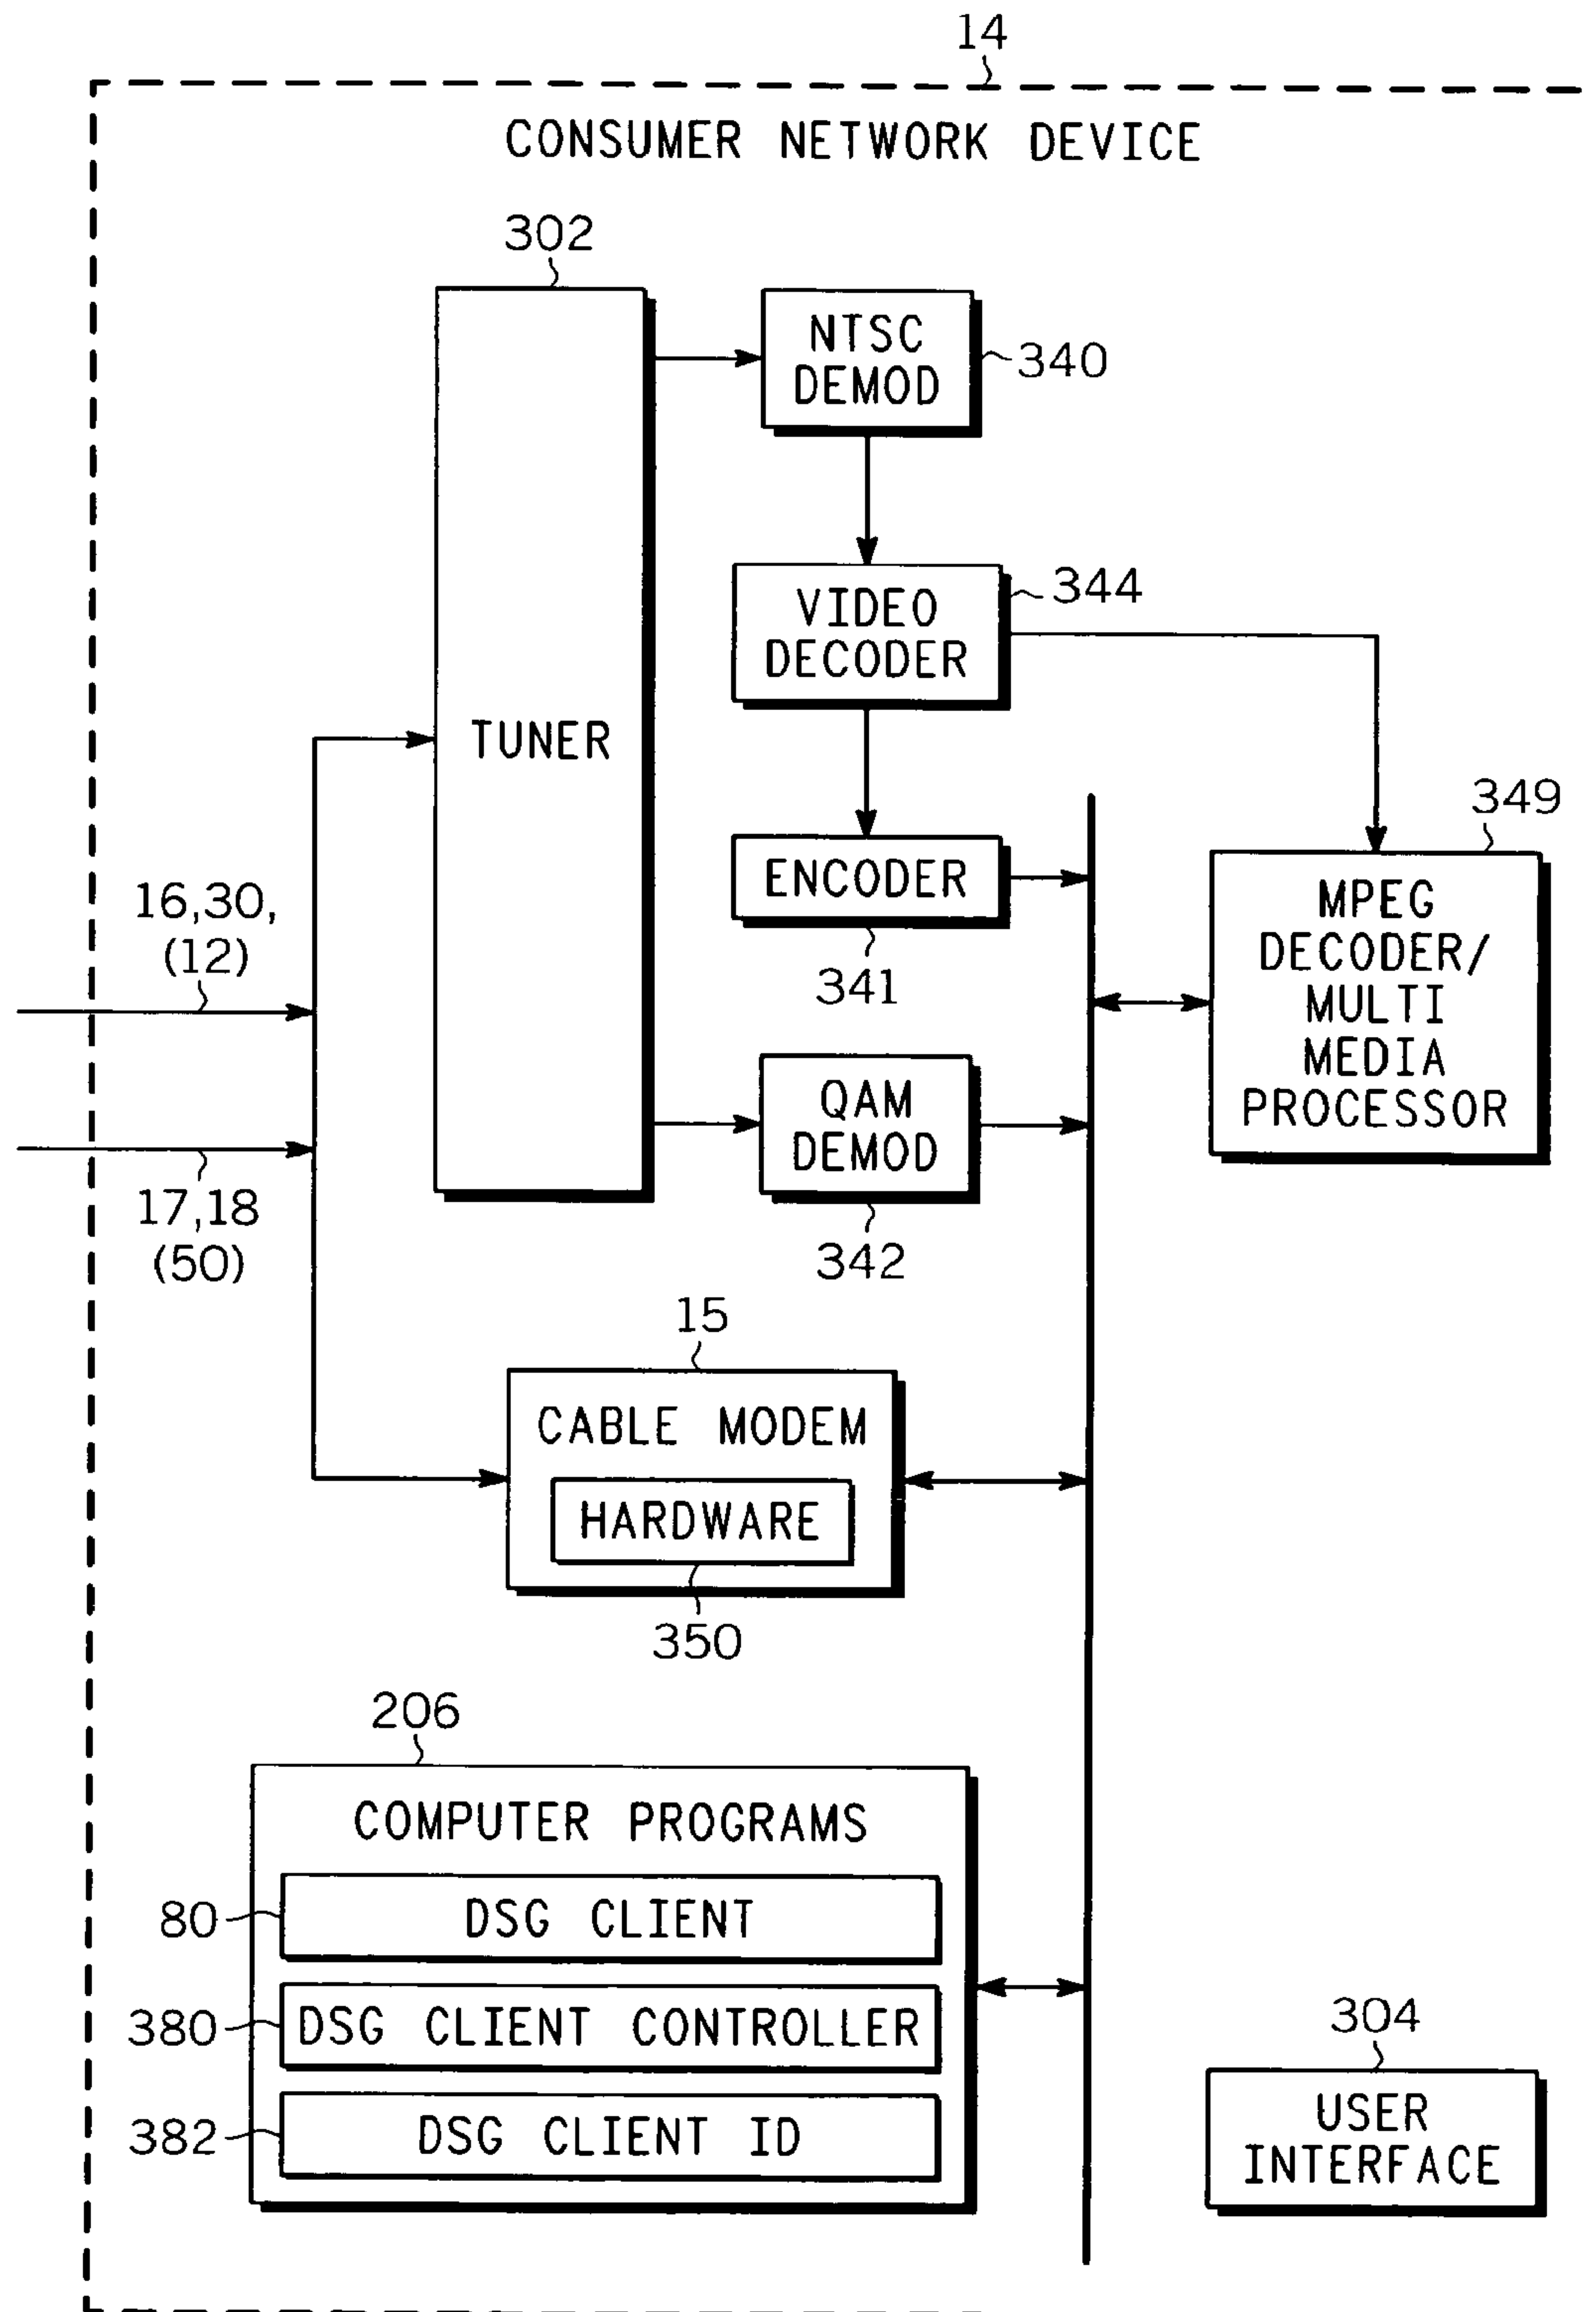 14
CONSUMER NETWORK DEVICE
302
NTSC
DEMOD
340
VIDEO
DECODER
344
TUNER
349
ENCODER
341
MPEG
DECODER/
MULTI
MEDIA
PROCESSOR
16,30,
(12)
QAM
DEMOD
342
17,18
(50)
15
CABLE MODEM
HARDWARE
350
206
COMPUTER PROGRAMS
80
DSG CLIENT
380
DSG CLIENT CONTROLLER
382
DSG CLIENT ID
304
USER
INTERFACE